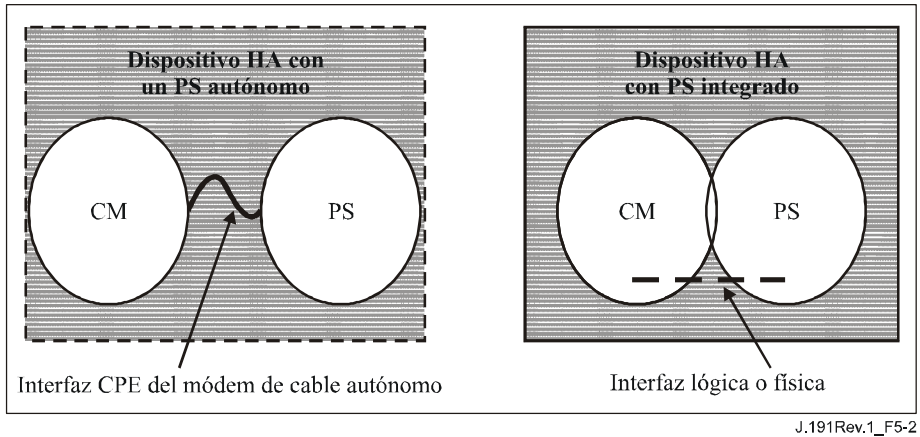 Dispositivo HA con
un PS autónomo
CM
PS
Interfaz CPE del módem de cable autónomo
Dispositivo HA
con PS integrado
CM
PS
Interfaz lógica o física
J.191Rev.1_F5-2